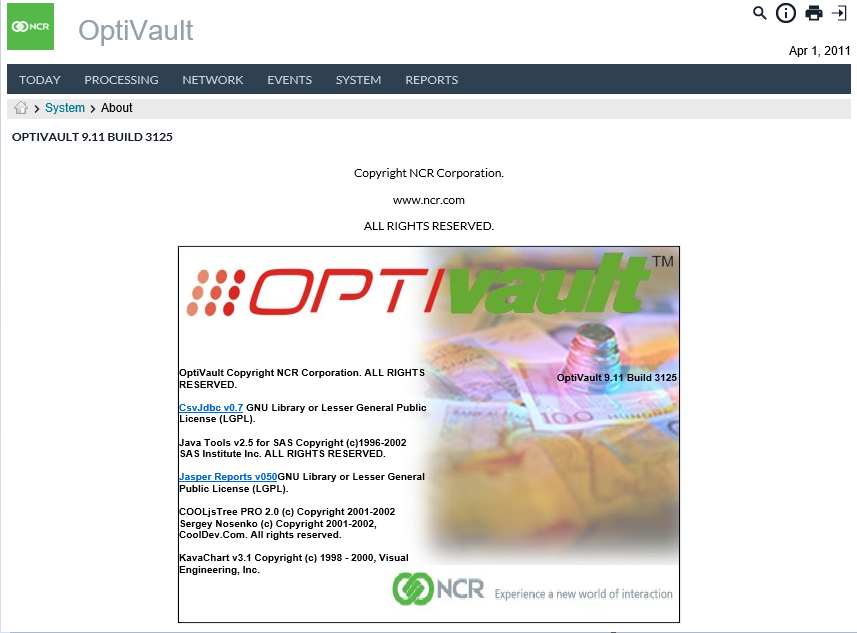 NCR
OptiVault
Apr 1, 2011
TODAY PROCESSING NETWORK EVENTS SYSTEM REPORTS
System About
OPTIVAULT 9.11 BUILD 3125
Copyright NCR Corporation.
www.ncr.com
ALL RIGHTS RESERVED.
OPTIvault TM
OptiVault Copyright NCR Corporation. ALL RIGHTS
RESERVED.
OptiVault 9.11 Build 3125
CsvJdbc v0.7 GNU Library or Lesser General Public
License (LGPL).
Java Tools v2.5 for SAS Copyright (c)1996-2002
SAS Institute Inc. ALL RIGHTS RESERVED.
Jasper Reports v050GNU Library or Lesser General
Public License (LGPL).
COOLjsTree PRO 2.0 (c) Copyright 2001-2002
Sergey Nosenko (c) Copyright 2001-2002,
CoolDev.Com. All rights reserved.
KavaChart v3.1 Copyright (c) 1998 - 2000, Visual
Engineering, Inc.
100
NCR Experience a new world of interaction